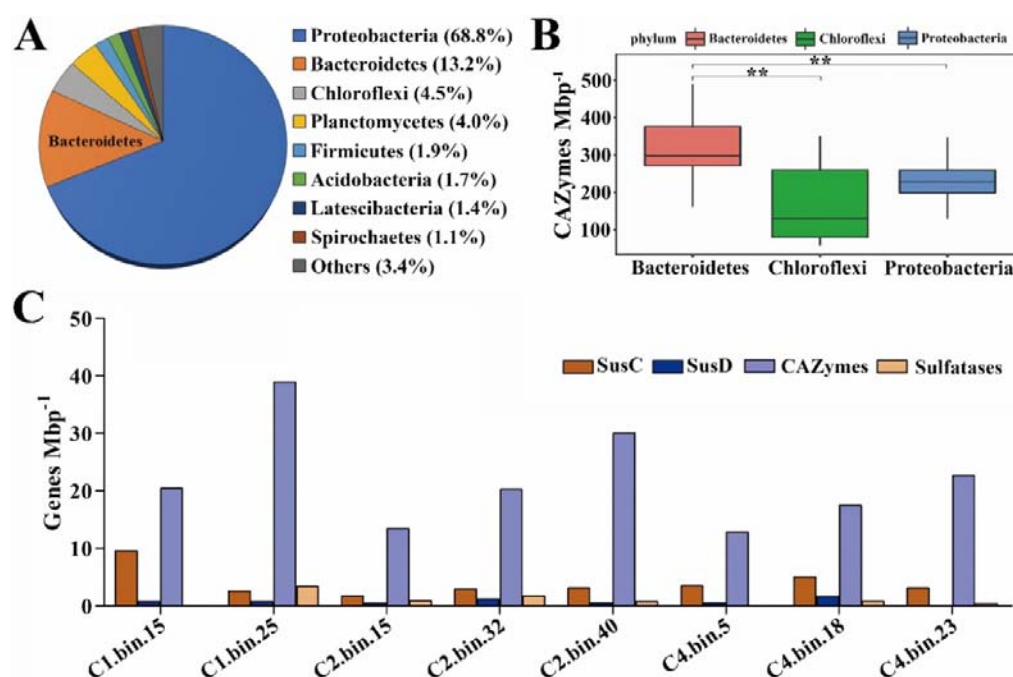 A
Proteobacteria (68.8%)
Bacteroidetes (13.2%)
Chloroflexi (4.5%)
Planctomycetes (4.0%)
Firmicutes (1.9%)
Acidobacteria (1.7%)
Latescibacteria (1.4%)
Spirochaetes (1.1%)
Others (3.4%)
Bacteroidetes
B
phylum Bacteroidetes Chloroflexi Proteobacteria
**
**
CAZymes Mbp⁻¹
500
400
300
200
100
Bacteroidetes Chloroflexi Proteobacteria
C
SusC SusD CAZymes Sulfatases
Genes Mbp⁻¹
50
40
30
20
10
0
C1.bin.15 C1.bin.25 C2.bin.15 C2.bin.32 C2.bin.40 C4.bin.5 C4.bin.18 C4.bin.23